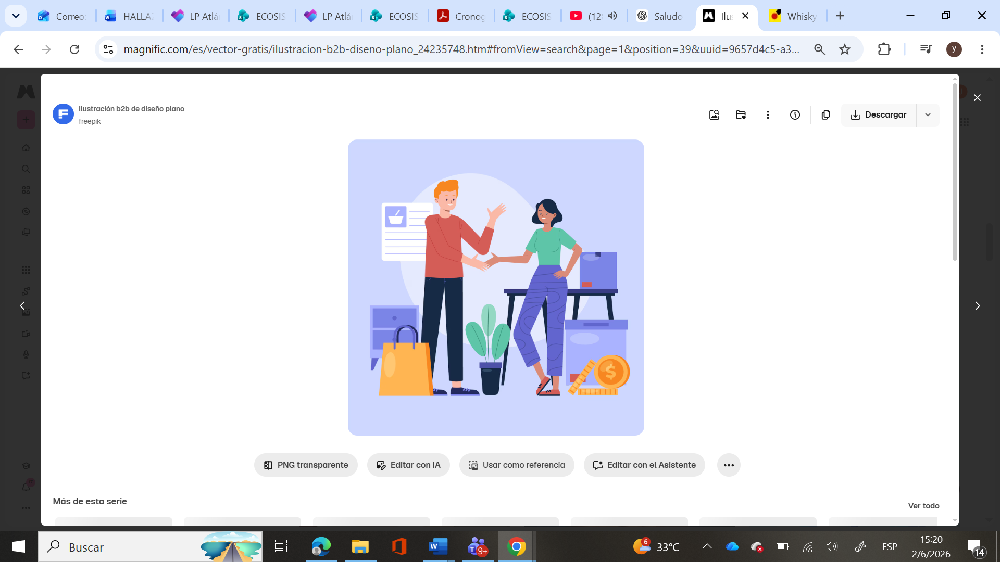 Correo
HALLA
LP Atlá
ECOSIS
LP Atlá
ECOSIS
Cronog
ECOSIS
(12
Saludo
Ilus
Whisky
magnific.com/es/vector-gratis/ilustracion-b2b-diseno-plano_24235748.htm#fromView=search&page=1&position=39&uuid=9657d4c5-a3...
y
Ilustración b2b de diseño plano
freepik
Descargar
$
PNG transparente
Editar con IA
Usar como referencia
Editar con el Asistente
Más de esta serie
Ver todo
Buscar
9+
6
33°C
ESP
15:20
2/6/2026
14